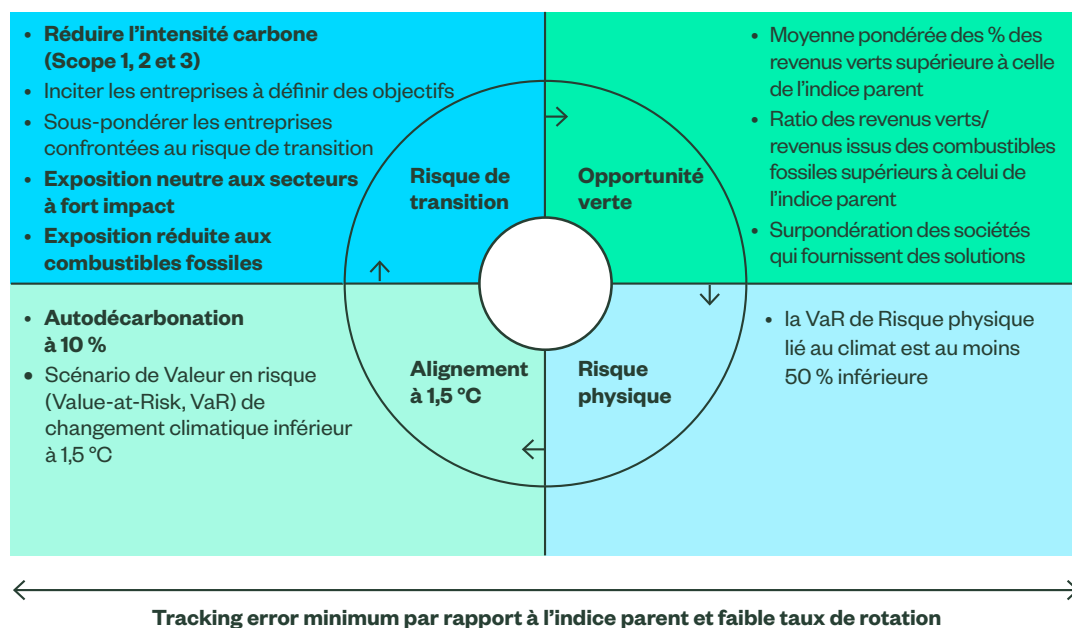 • Réduire l'intensité carbone
(Scope 1, 2 et 3)
• Inciter les entreprises à définir des objectifs
• Sous-pondérer les entreprises
confrontées au risque de transition
• Exposition neutre aux secteurs
à fort impact
• Exposition réduite aux
combustibles fossiles
Risque de
transition
Opportunité
verte
• Moyenne pondérée des % des
revenus verts supérieure à celle
de l'indice parent
• Ratio des revenus verts/
revenus issus des combustibles
fossiles supérieurs à celui de
l'indice parent
• Surpondération des sociétés
qui fournissent des solutions
• Autodécarbonation
à 10 %
• Scénario de Valeur en risque
(Value-at-Risk, VaR) de
changement climatique inférieur
à 1,5 °C
Alignement
à 1,5 °C
Risque
physique
• la VaR de Risque physique
lié au climat est au moins
50 % inférieure
Tracking error minimum par rapport à l'indice parent et faible taux de rotation